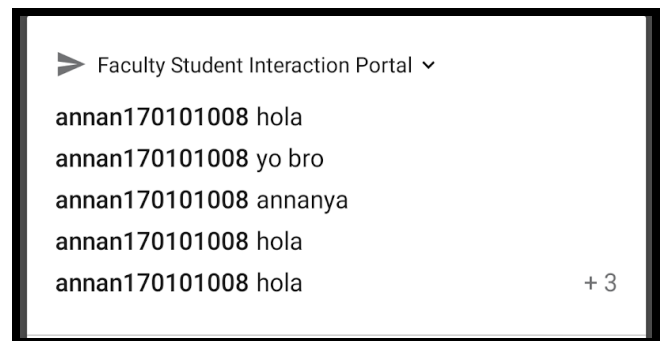 Faculty Student Interaction Portal
annan170101008 hola
annan170101008 yo bro
annan170101008 annanya
annan170101008 hola
annan170101008 hola + 3